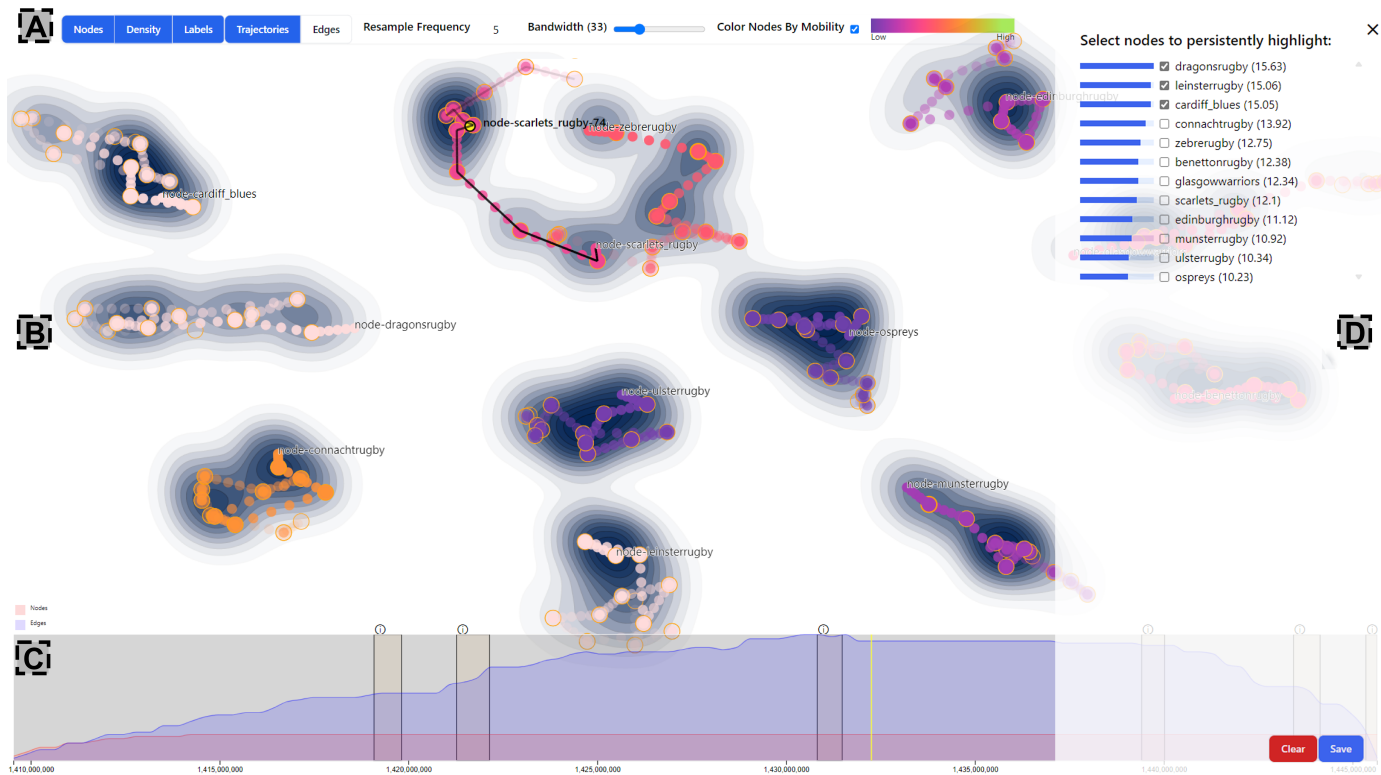 A
Nodes Density Labels Trajectories Edges Resample Frequency 5 Bandwidth (33) Color Nodes By Mobility
Low High
Select nodes to persistently highlight:
dragonsrugby (15.63)
leinsterrugby (15.06)
cardiff_blues (15.05)
connachtrugby (13.92)
zebrerugby (12.75)
benettonrugby (12.38)
glasgowwarriors (12.34)
scarlets_rugby (12.1)
edinburghrugby (11.12)
munsterrugby (10.92)
ulsterrugby (10.34)
ospreys (10.23)
node-edinburghrugby
node-scarlets_rugby-74
node-zebrerugby
node-cardiff_blues
node-scarlets_rugby
B
node-dragonsrugby
node-ospreys
D
node-ulsterrugby
node-benettonrugby
node-connachtrugby
node-munsterrugby
node-leinsterrugby
Nodes
Edges
C
Clear Save
1,410,000,000 1,415,000,000 1,420,000,000 1,425,000,000 1,430,000,000 1,435,000,000 1,440,000,000 1,445,000,000